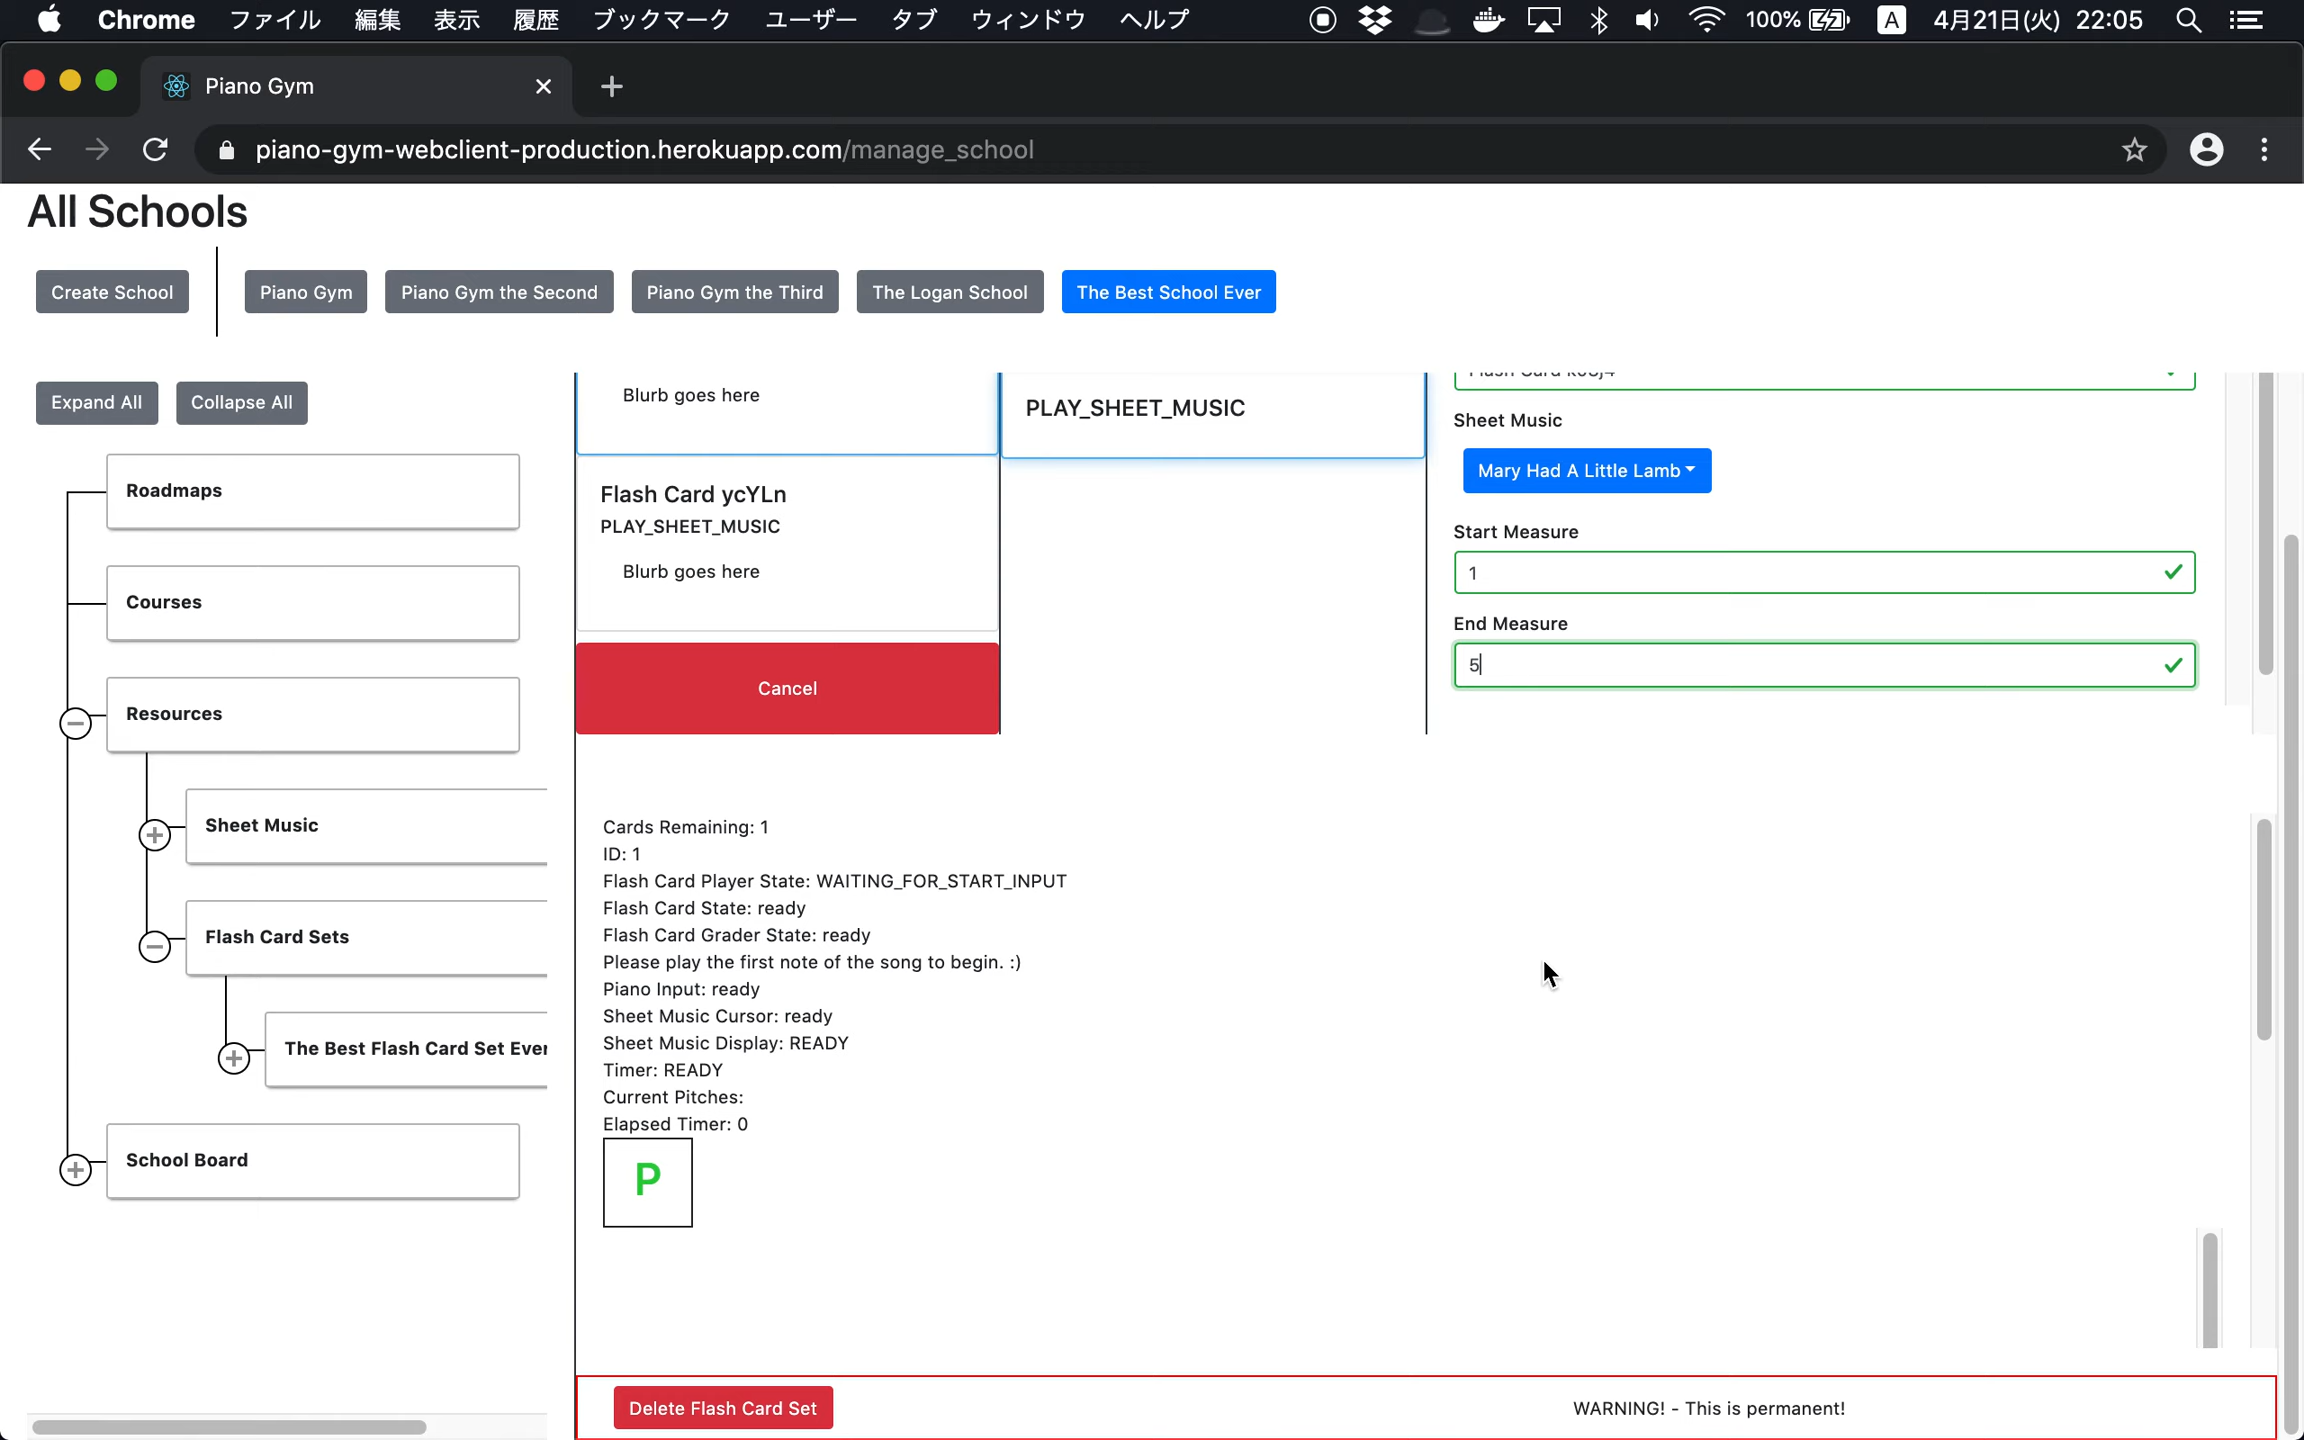 Chrome ファイル 編集 表示 履歴 ブックマーク ユーザー タブ ウィンドウ ヘルプ 100% A 4月21日(火) 22:05
Piano Gym
piano-gym-webclient-production.herokuapp.com/manage_school
All Schools
Create School Piano Gym Piano Gym the Second Piano Gym the Third The Logan School The Best School Ever
Expand All Collapse All
Roadmaps
Courses
Resources
Sheet Music
Flash Card Sets
The Best Flash Card Set Ever
School Board
Blurb goes here
Flash Card ycYLn
PLAY_SHEET_MUSIC
Blurb goes here
Cancel
PLAY_SHEET_MUSIC
Flash Card
Sheet Music
Mary Had A Little Lamb
Start Measure
1
End Measure
5
Cards Remaining: 1
ID: 1
Flash Card Player State: WAITING_FOR_START_INPUT
Flash Card State: ready
Flash Card Grader State: ready
Please play the first note of the song to begin. :)
Piano Input: ready
Sheet Music Cursor: ready
Sheet Music Display: READY
Timer: READY
Current Pitches:
Elapsed Timer: 0
P
Delete Flash Card Set WARNING! - This is permanent!